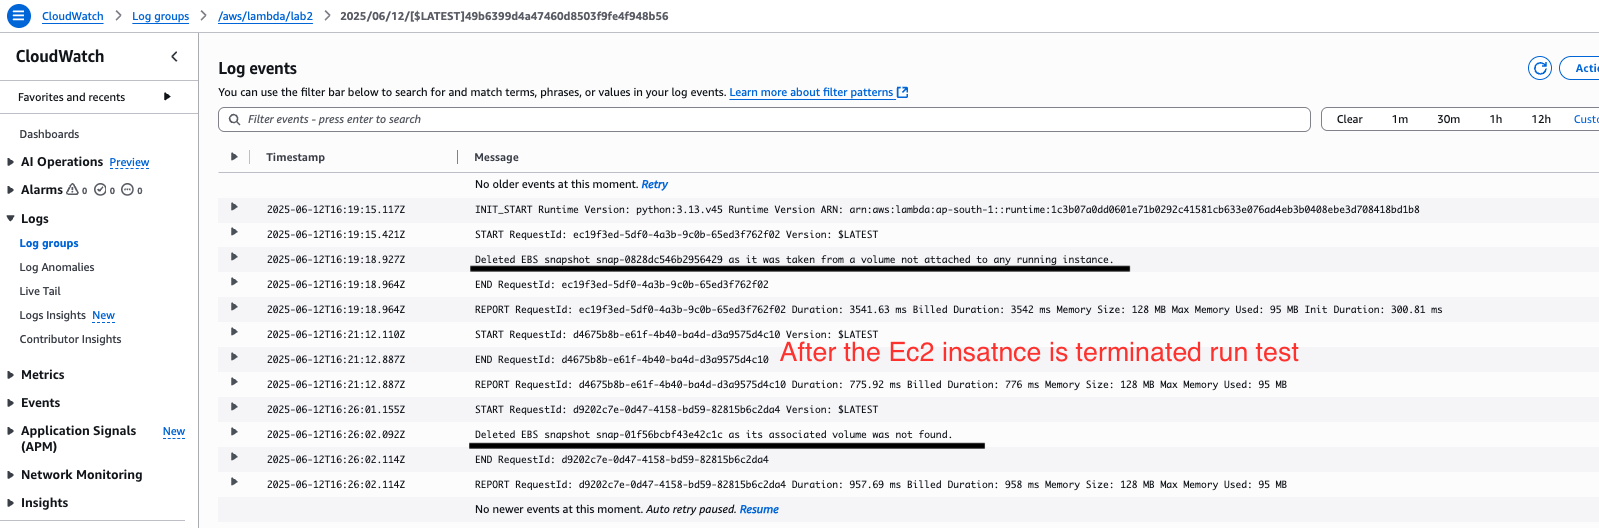 CloudWatch > Log groups > /aws/lambda/lab2 > 2025/06/12/[$LATEST]49b6399d4a47460d8503f9fe4f948b56
CloudWatch
Favorites and recents
Dashboards
AI Operations Preview
Alarms 0 0 0
Logs
Log groups
Log Anomalies
Live Tail
Logs Insights New
Contributor Insights
Metrics
Events
Application Signals New
(APM)
Network Monitoring
Insights
Log events
You can use the filter bar below to search for and match terms, phrases, or values in your log events. Learn more about filter patterns
Filter events - press enter to search
Clear 1m 30m 1h 12h Custo
Actio
Timestamp Message
No older events at this moment. Retry
2025-06-12T16:19:15.117Z INIT_START Runtime Version: python:3.13.v45 Runtime Version ARN: arn:aws:lambda:ap-south-1::runtime:1c3b07a0dd0601e71b0292c41581cb633e076ad4eb3b0408ebe3d708418bd1b8
2025-06-12T16:19:15.421Z START RequestId: ec19f3ed-5df0-4a3b-9c0b-65ed3f762f02 Version: $LATEST
2025-06-12T16:19:18.927Z Deleted EBS snapshot snap-0828dc546b2956429 as it was taken from a volume not attached to any running instance.
2025-06-12T16:19:18.964Z END RequestId: ec19f3ed-5df0-4a3b-9c0b-65ed3f762f02
2025-06-12T16:19:18.964Z REPORT RequestId: ec19f3ed-5df0-4a3b-9c0b-65ed3f762f02 Duration: 3541.63 ms Billed Duration: 3542 ms Memory Size: 128 MB Max Memory Used: 95 MB Init Duration: 300.81 ms
2025-06-12T16:21:12.110Z START RequestId: d4675b8b-e61f-4b40-ba4d-d3a9575d4c10 Version: $LATEST
2025-06-12T16:21:12.887Z END RequestId: d4675b8b-e61f-4b40-ba4d-d3a9575d4c10
After the Ec2 insatnce is terminated run test
2025-06-12T16:21:12.887Z REPORT RequestId: d4675b8b-e61f-4b40-ba4d-d3a9575d4c10 Duration: 775.92 ms Billed Duration: 776 ms Memory Size: 128 MB Max Memory Used: 95 MB
2025-06-12T16:26:01.155Z START RequestId: d9202c7e-0d47-4158-bd59-82815b6c2da4 Version: $LATEST
2025-06-12T16:26:02.092Z Deleted EBS snapshot snap-01f56bcbf43e42c1c as its associated volume was not found.
2025-06-12T16:26:02.114Z END RequestId: d9202c7e-0d47-4158-bd59-82815b6c2da4
2025-06-12T16:26:02.114Z REPORT RequestId: d9202c7e-0d47-4158-bd59-82815b6c2da4 Duration: 957.69 ms Billed Duration: 958 ms Memory Size: 128 MB Max Memory Used: 95 MB
No newer events at this moment. Auto retry paused. Resume